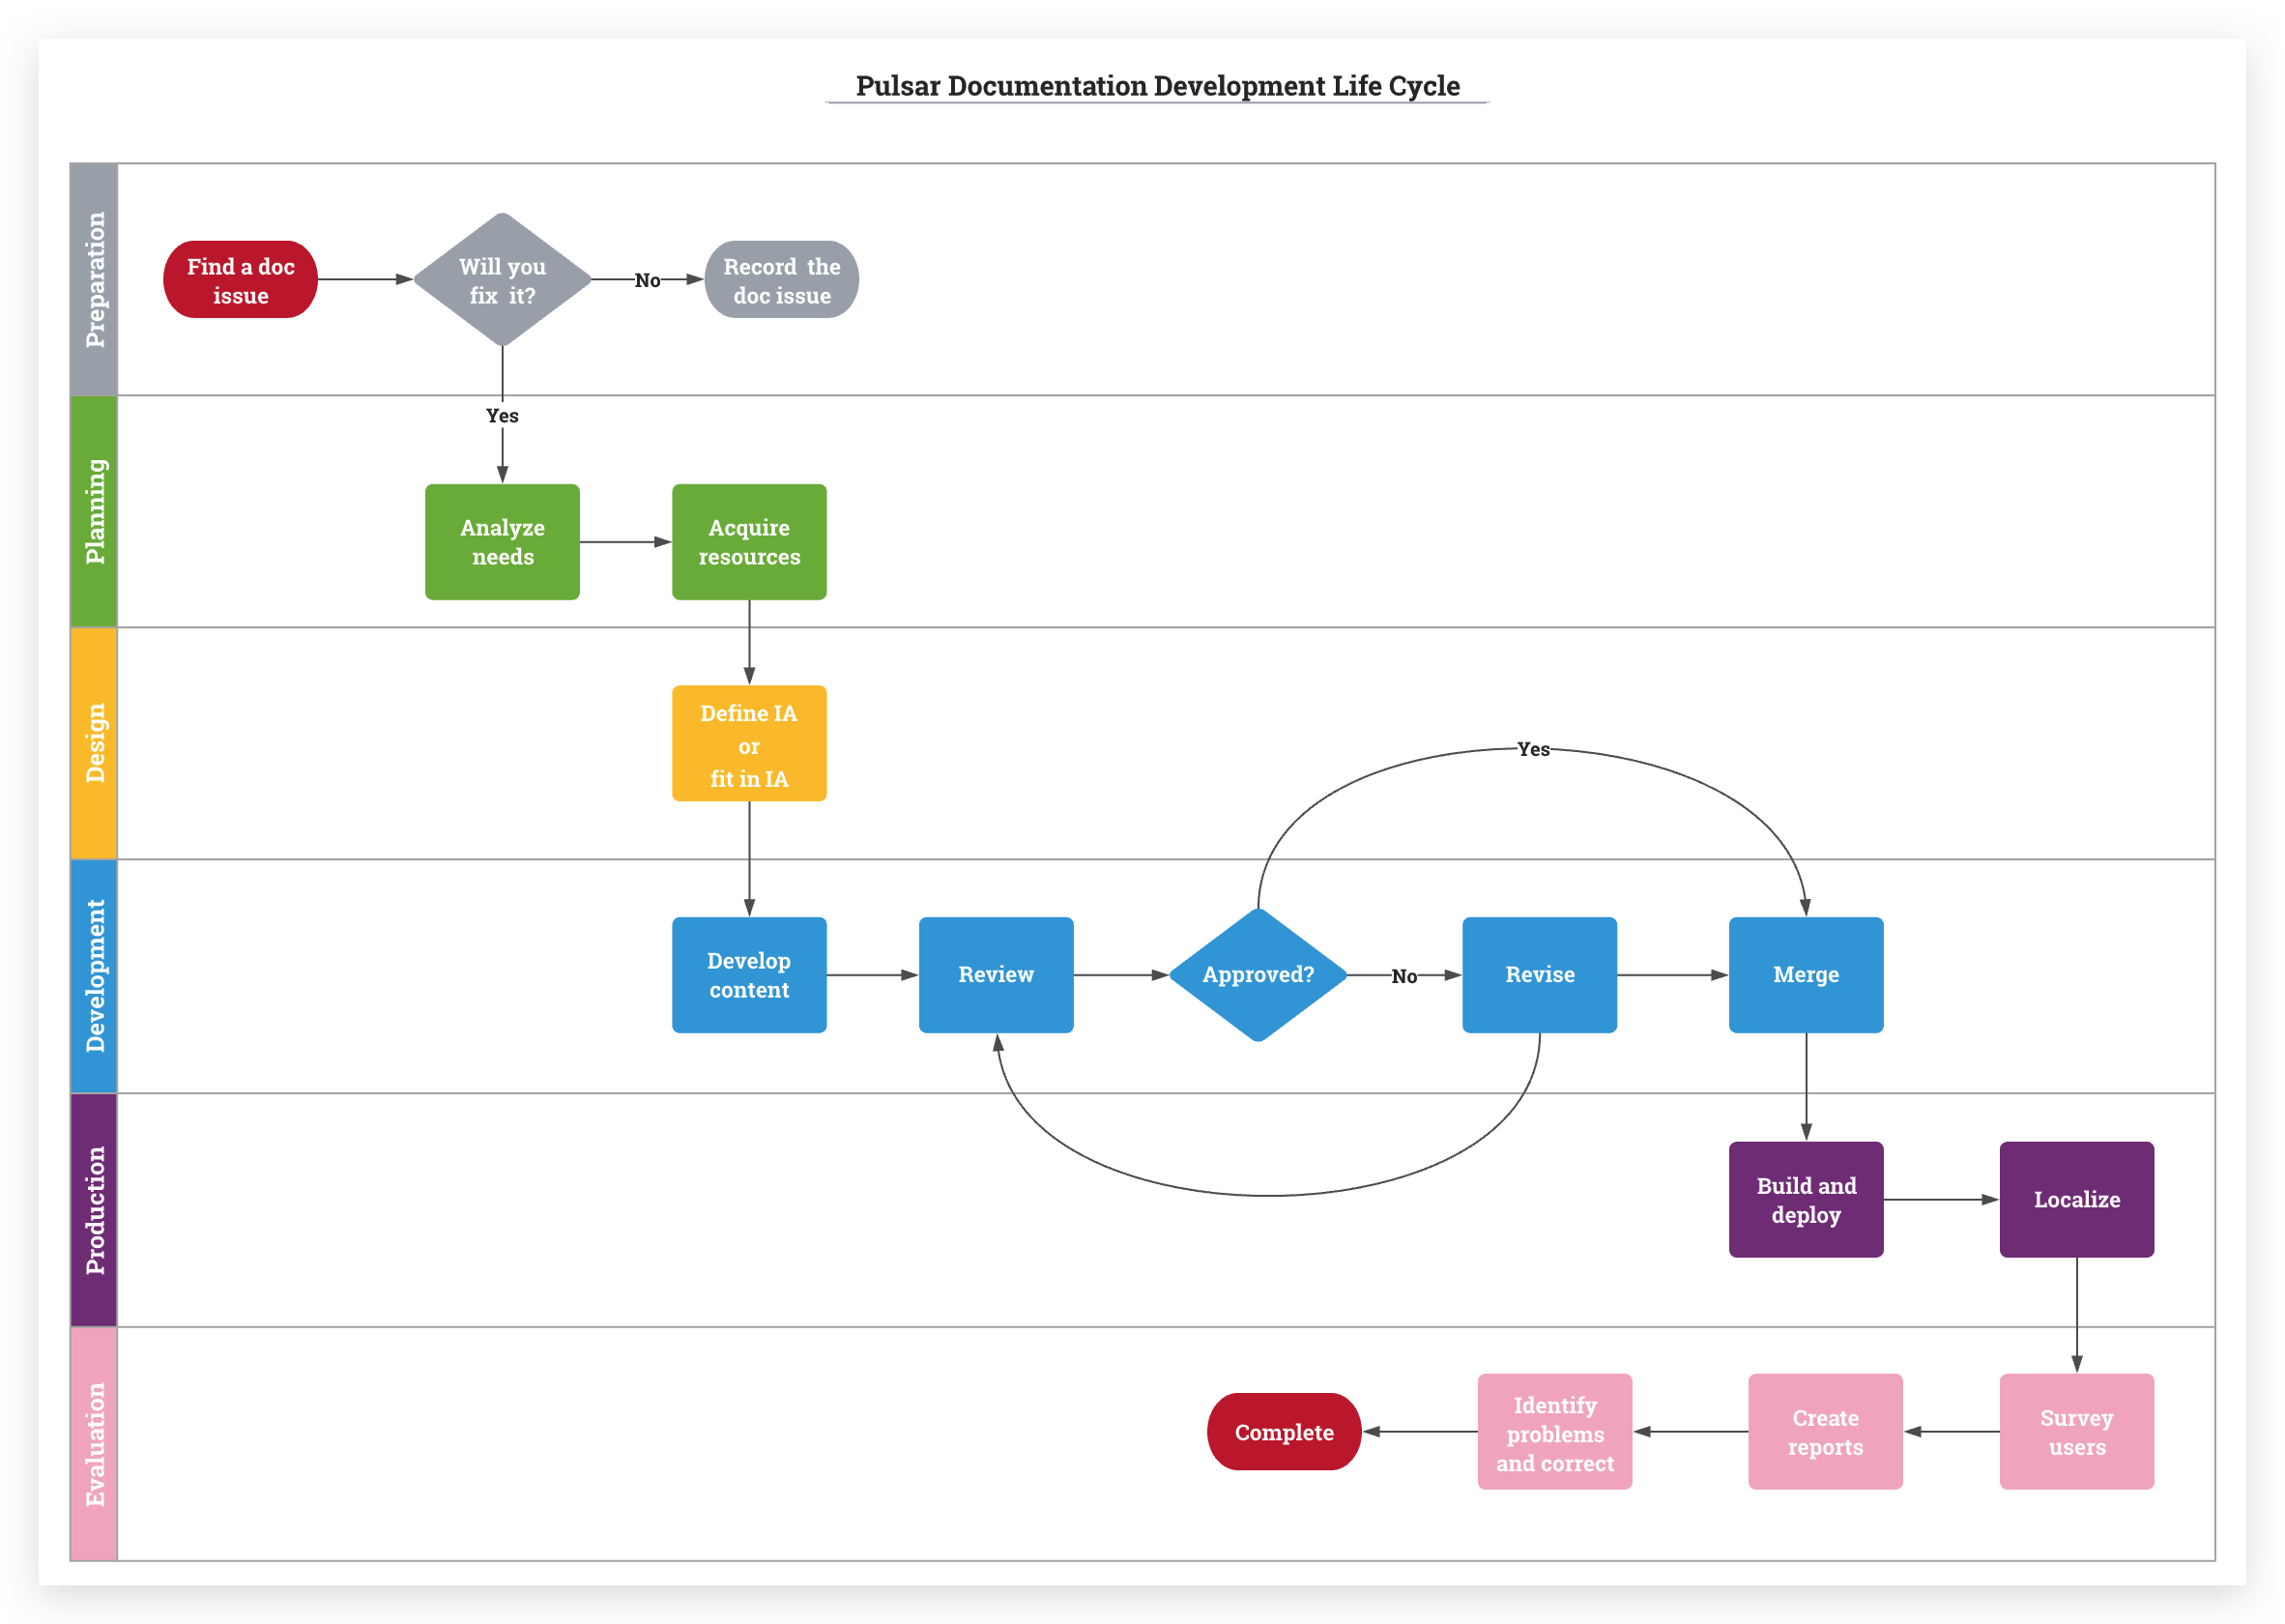 Pulsar Documentation Development Life Cycle
Preparation
Find a doc
issue
Will you
fix it?
No
Record the
doc issue
Yes
Planning
Analyze
needs
Acquire
resources
Design
Define IA
or
fit in IA
Yes
Development
Develop
content
Review
Approved?
No
Revise
Merge
Production
Build and
deploy
Localize
Evaluation
Complete
Identify
problems
and correct
Create
reports
Survey
users